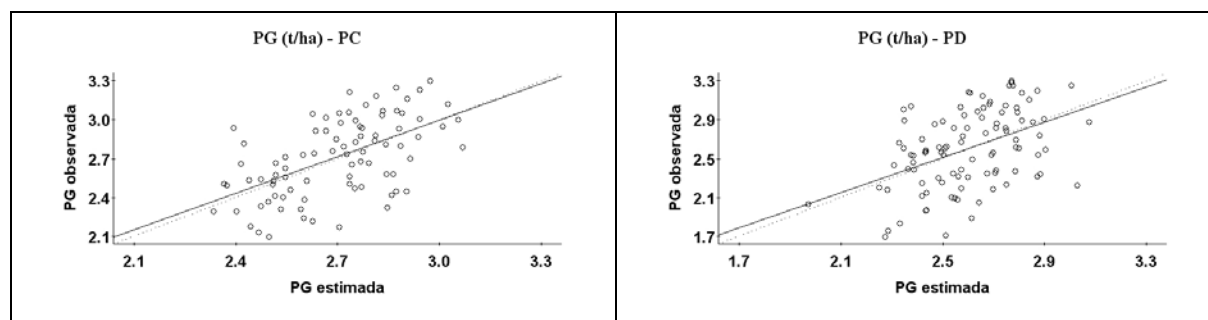 PG (t/ha) - PC
3.3
3.0
2.7
2.4
2.1
PG observada
2.1 2.4 2.7 3.0 3.3
PG estimada
PG (t/ha) - PD
3.3
2.9
2.5
2.1
1.7
PG observada
1.7 2.1 2.5 2.9 3.3
PG estimada